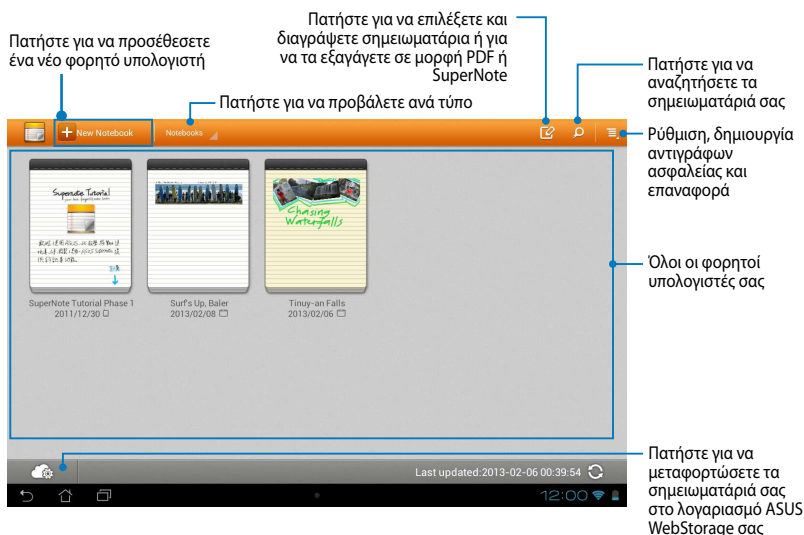 Πατήστε για να προσθέσετε
ένα νέο φορητό υπολογιστή
Πατήστε για να επιλέξετε και
διαγράψετε σημειωματάρια ή για
να τα εξαγάγετε σε μορφή PDF ή
SuperNote
Πατήστε για να προβάλετε ανά τύπο
Πατήστε για να
αναζητήσετε τα
σημειωματάριά σας
Ρύθμιση, δημιουργία
αντιγράφων
ασφαλείας και
επαναφορά
New Notebook
Notebooks
Supernote Tutorial
Chasing
Waterfalls
SuperNote Tutorial Phase 1
2011/12/30
Surf's Up, Baler
2013/02/08
Tinuy-an Falls
2013/02/06
Όλοι οι φορητοί
υπολογιστές σας
Last updated:2013-02-06 00:39:54
12:00
Πατήστε για να
μεταφορτώσετε τα
σημειωματάριά σας
στο λογαριασμό ASUS
WebStorage σας